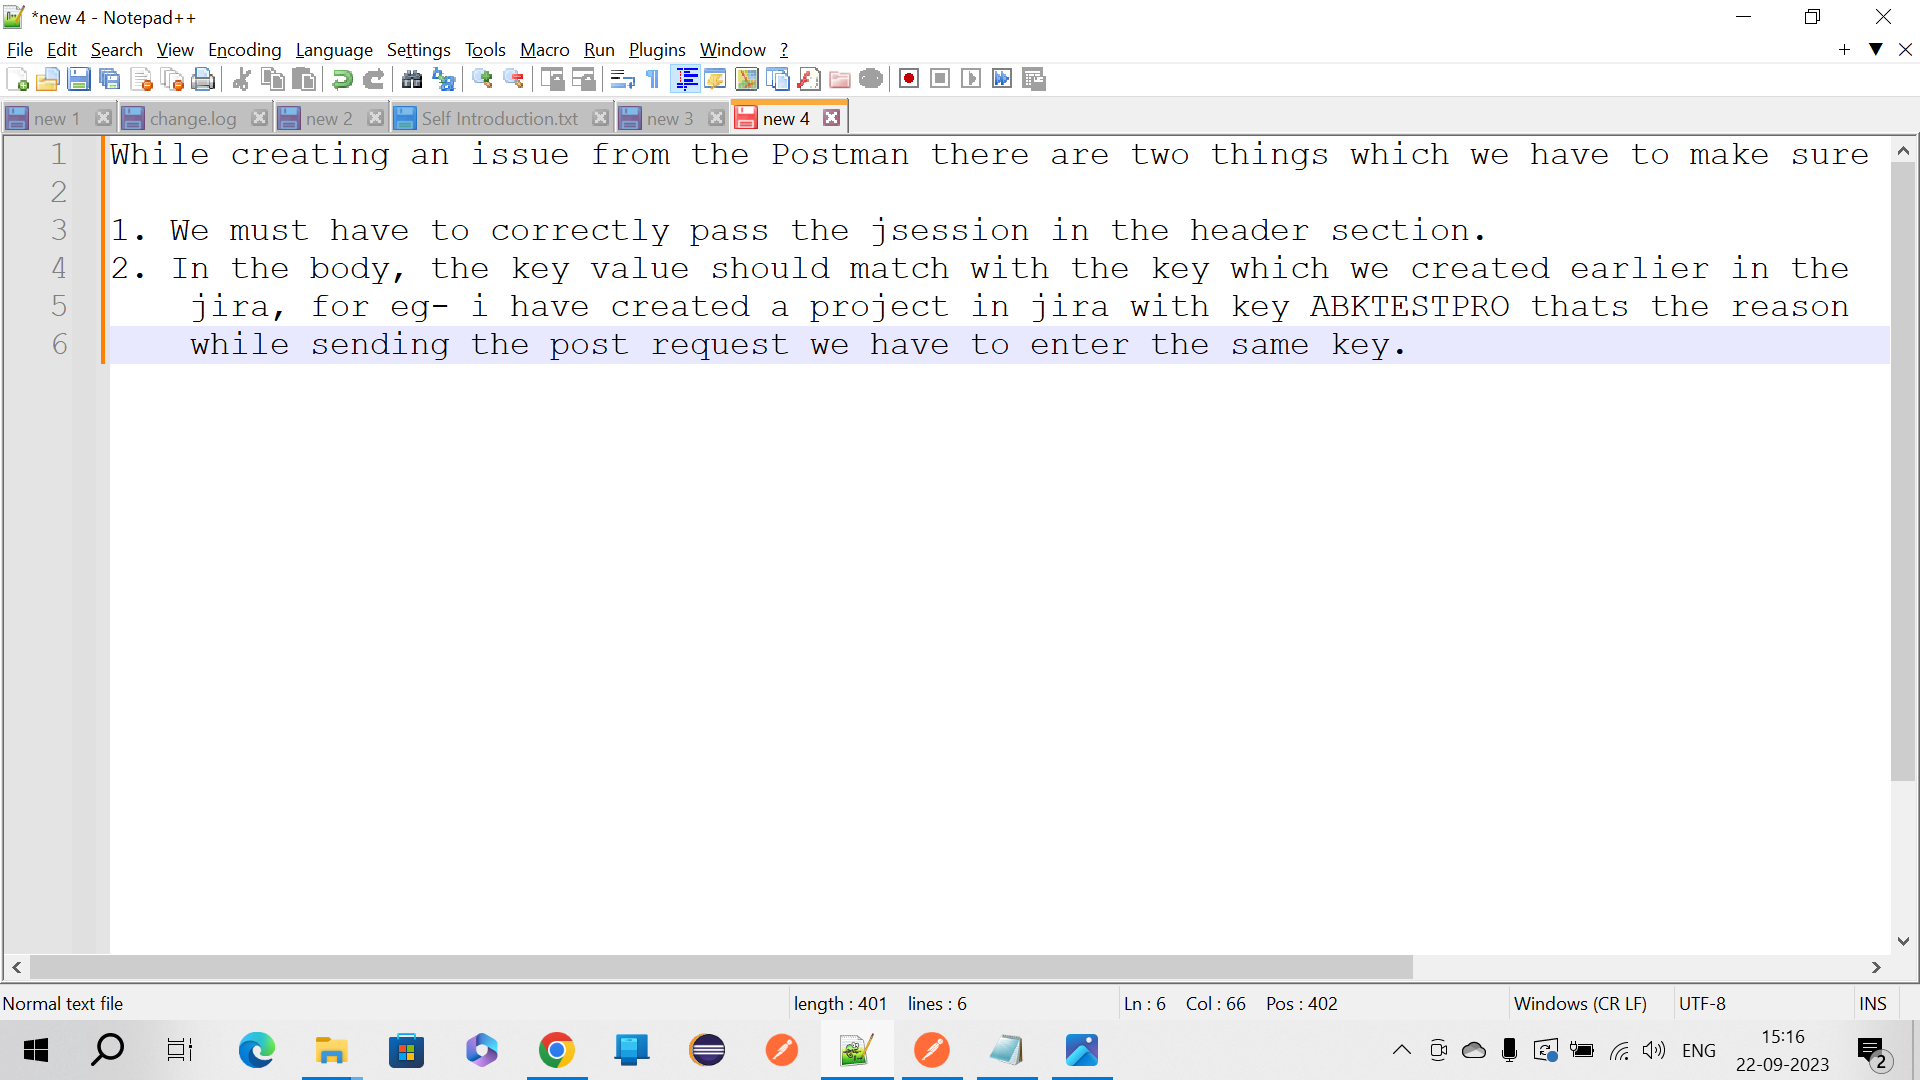 *new 4 - Notepad++
File Edit Search View Encoding Language Settings Tools Macro Run Plugins Window ?
new 1 change.log new 2 Self Introduction.txt new 3 new 4
1 While creating an issue from the Postman there are two things which we have to make sure
2
3 1. We must have to correctly pass the jsession in the header section.
4 2. In the body, the key value should match with the key which we created earlier in the
5 jira, for eg- i have created a project in jira with key ABKTESTPRO thats the reason
6 while sending the post request we have to enter the same key.
Normal text file length : 401 lines : 6 Ln : 6 Col : 66 Pos : 402 Windows (CR LF) UTF-8 INS
ENG 15:16
22-09-2023 2